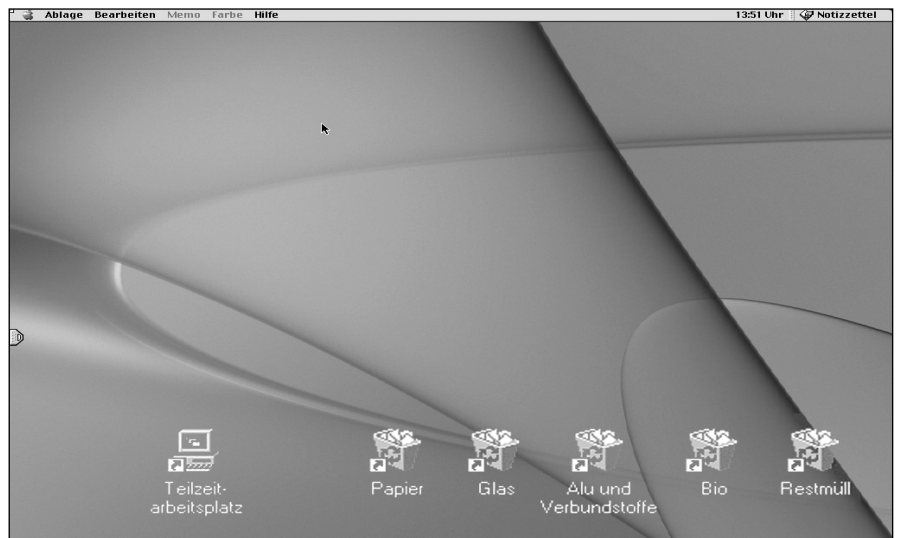 Ablage Bearbeiten Memo Farbe Hilfe 13:51 Uhr Notizzettel
Teilzeit-
arbeitsplatz
Papier
Glas
Alu und
Verbundstoffe
Bio
Restmüll